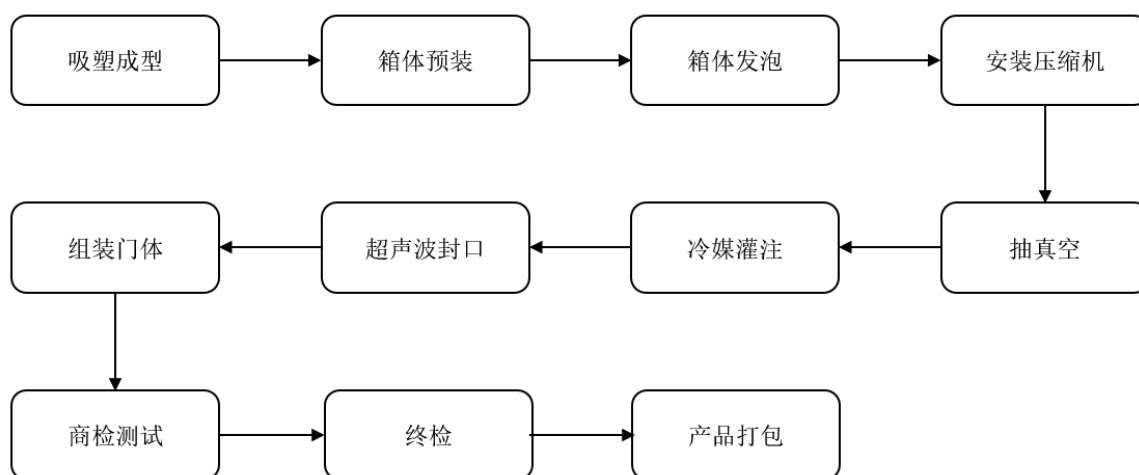 吸塑成型
箱体预装
箱体发泡
安装压缩机
抽真空
冷媒灌注
超声波封口
组装门体
商检测试
终检
产品打包